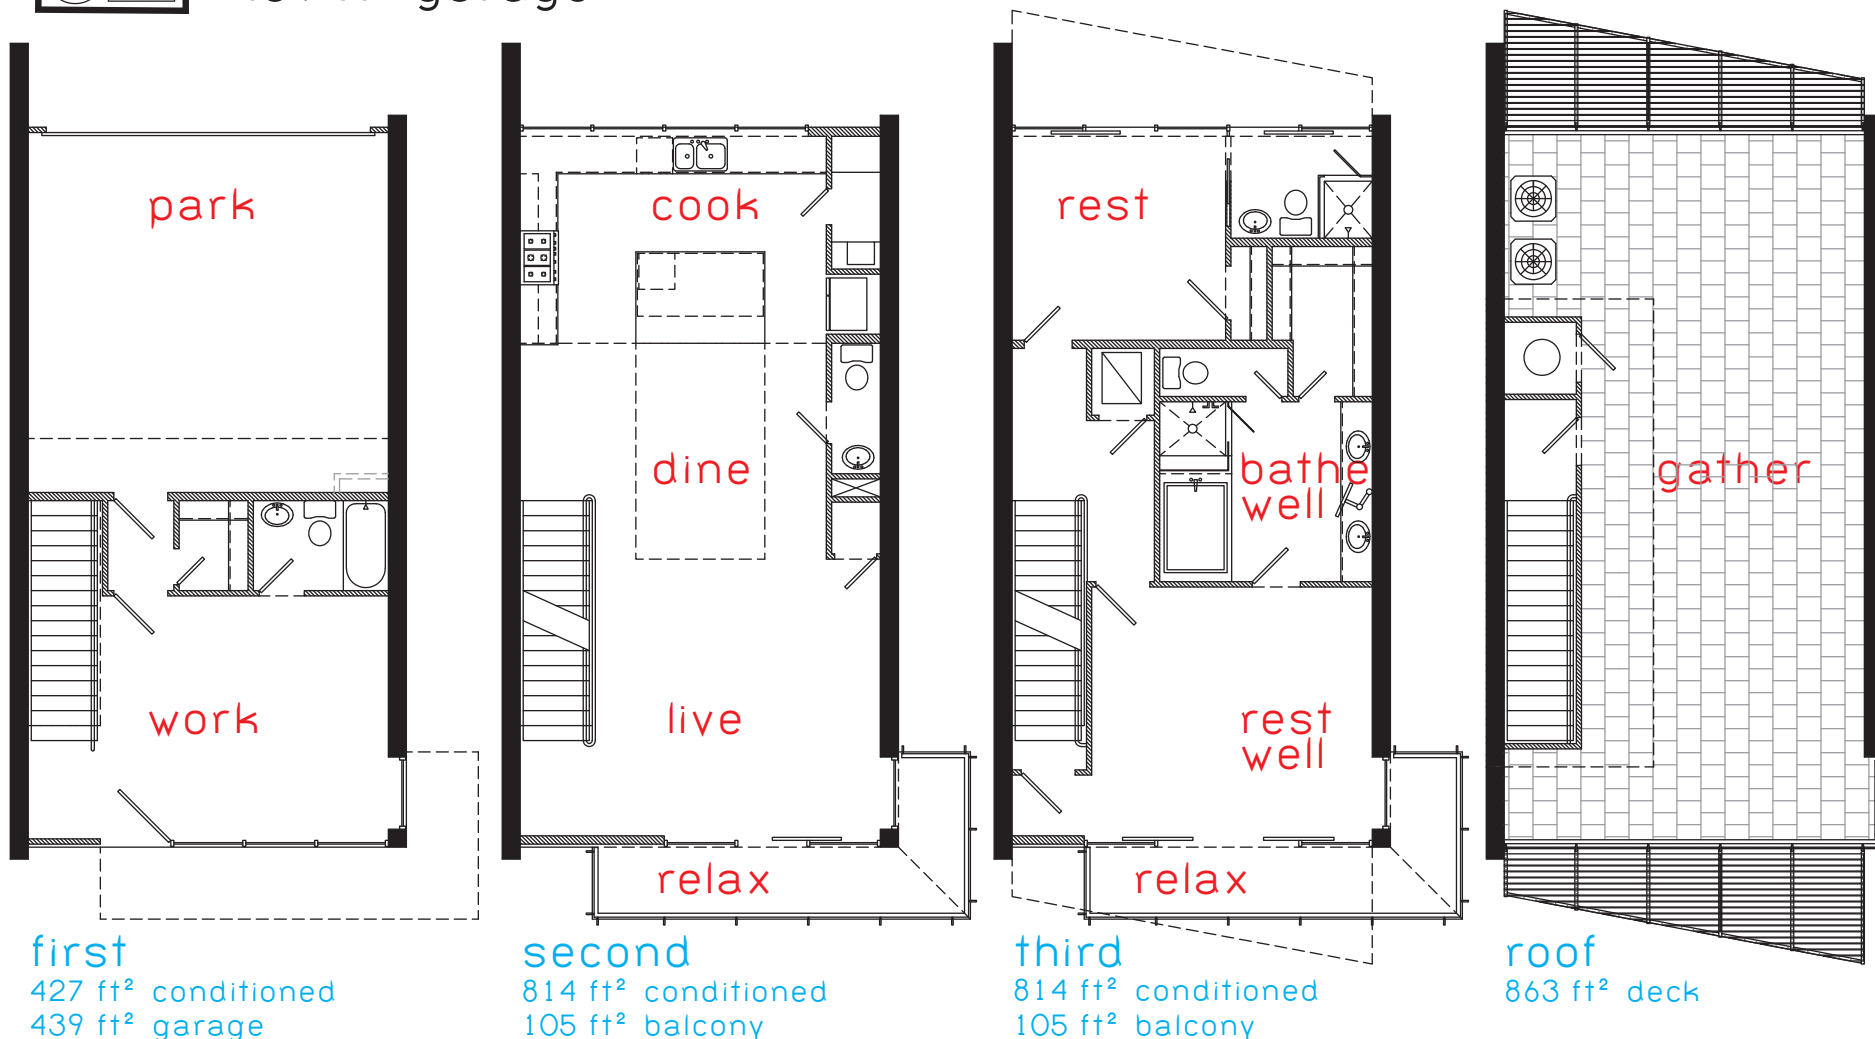 garage
park
work
first
427 ft² conditioned
439 ft² garage
cook
dine
live
relax
second
814 ft² conditioned
105 ft² balcony
rest
bathe
well
rest
well
relax
third
814 ft² conditioned
105 ft² balcony
gather
roof
863 ft² deck